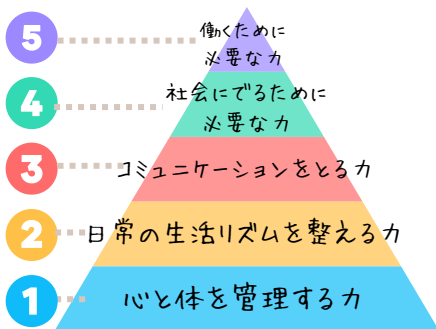 5
働くために
必要な力
4
社会にでるために
必要な力
3
コミュニケーションをとる力
2
日常の生活リズムを整える力
1
心と体を管理する力